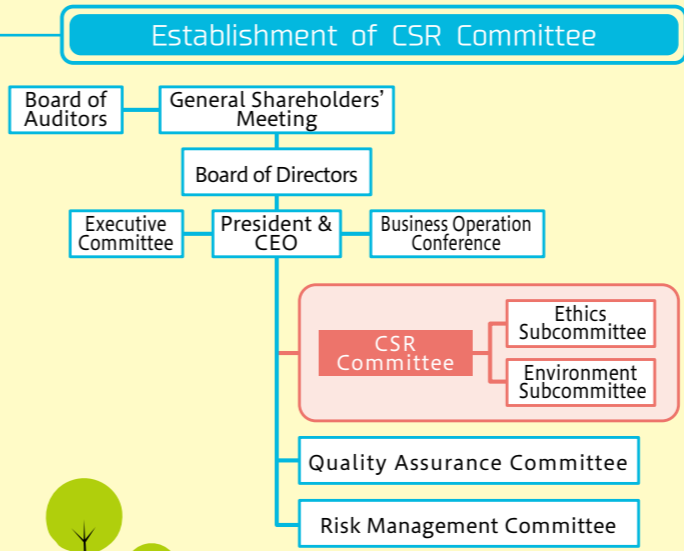 Establishment of CSR Committee
Board of
Auditors
General Shareholders’
Meeting
Board of Directors
Executive
Committee
President &
CEO
Business Operation
Conference
CSR
Committee
Ethics
Subcommittee
Environment
Subcommittee
Quality Assurance Committee
Risk Management Committee